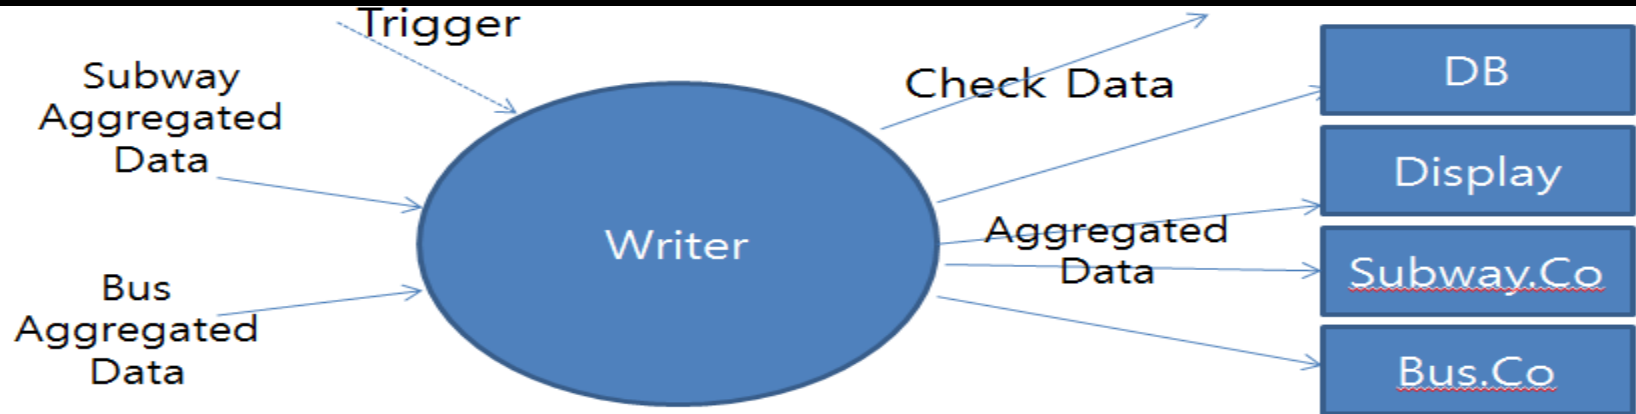 Trigger
Subway
Aggregated
Data
Check Data
DB
Display
Writer
Aggregated
Data
Subway.Co
Bus
Aggregated
Data
Bus.Co